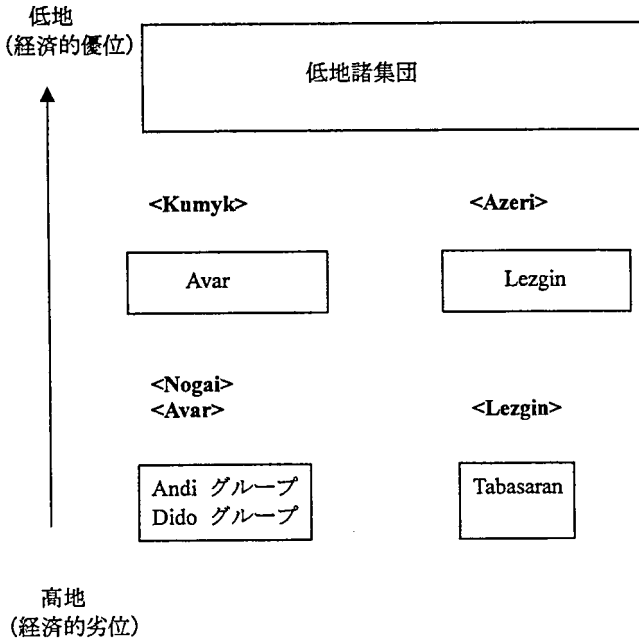 低地
(経済的優位)
低地諸集団
<Kumyk>
<Azeri>
Avar
Lezgin
<Nogai>
<Avar>
<Lezgin>
Andi グループ
Dido グループ
Tabasaran
高地
(経済的劣位)